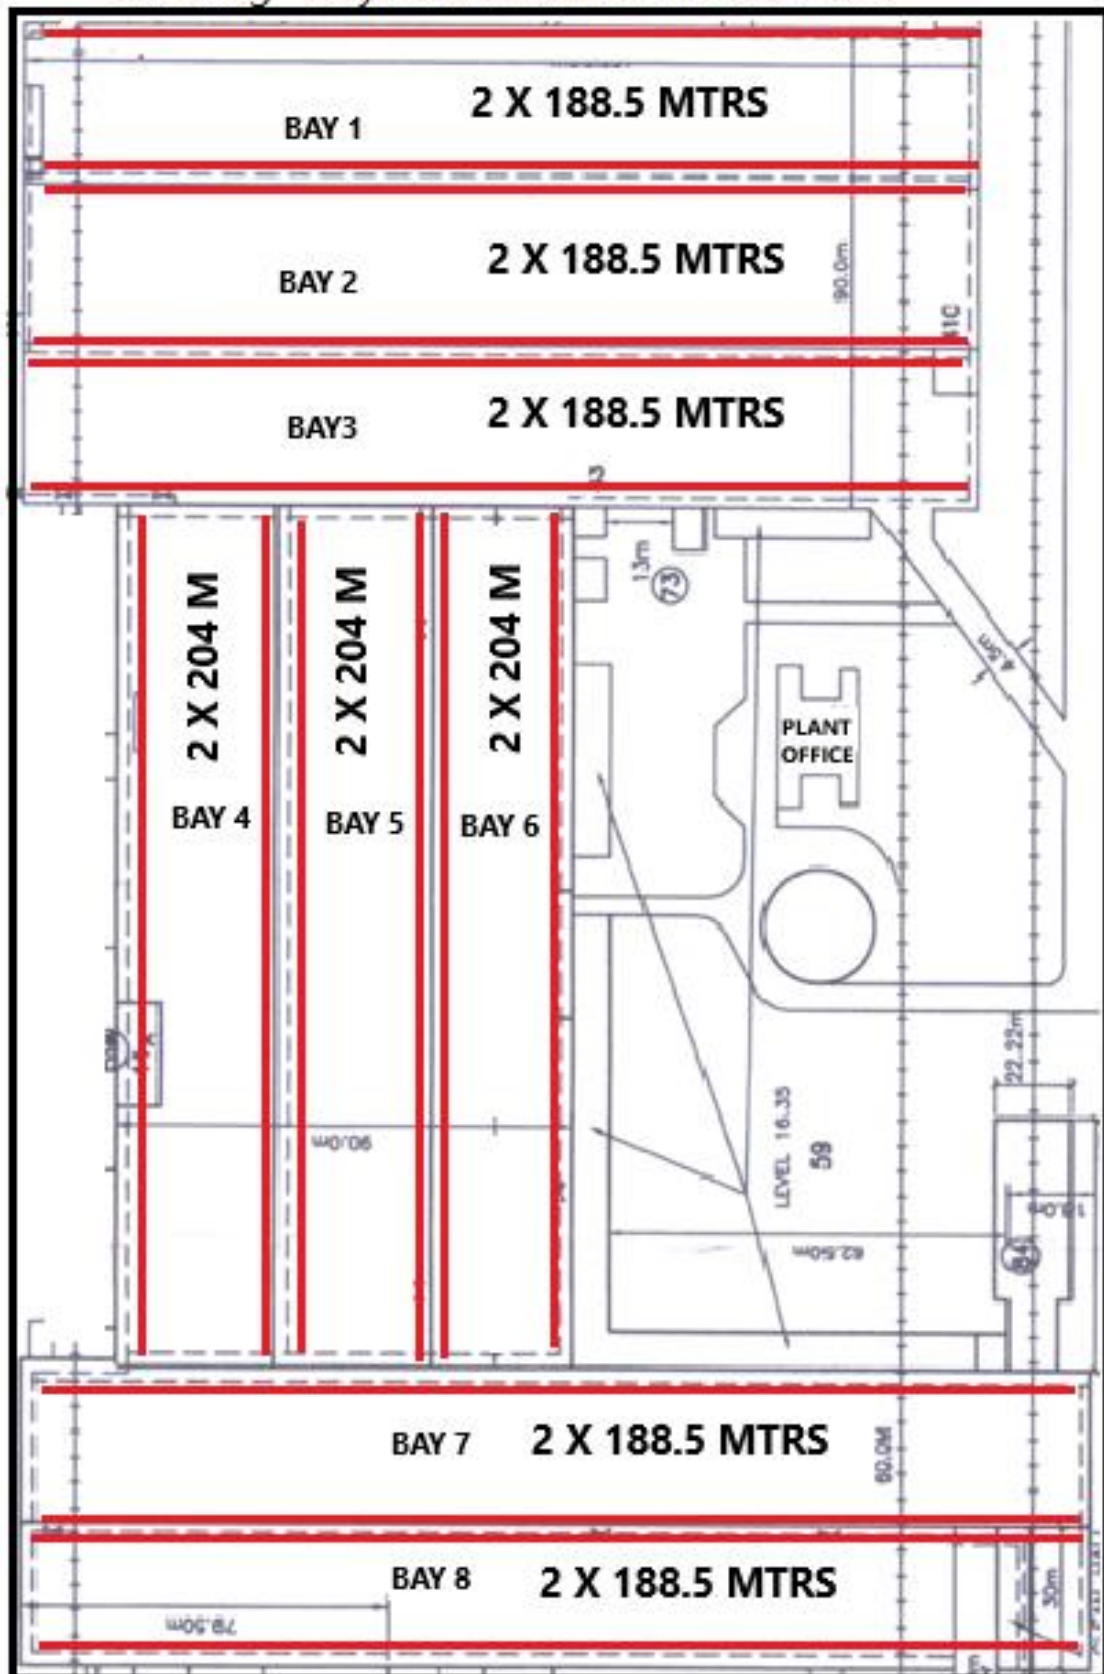 2 X 188.5 MTRS
BAY 1
2 X 188.5 MTRS
BAY 2
90.0m
2 X 188.5 MTRS
BAY3
13m
73
2 X 204 M
2 X 204 M
2 X 204 M
4.5m
PLANT
OFFICE
BAY 4
BAY 5
BAY 6
22.22m
90.0m
LEVEL 16.35
59
62.50m
84
BAY 7
2 X 188.5 MTRS
60.0M
BAY 8
2 X 188.5 MTRS
30m
79.50m